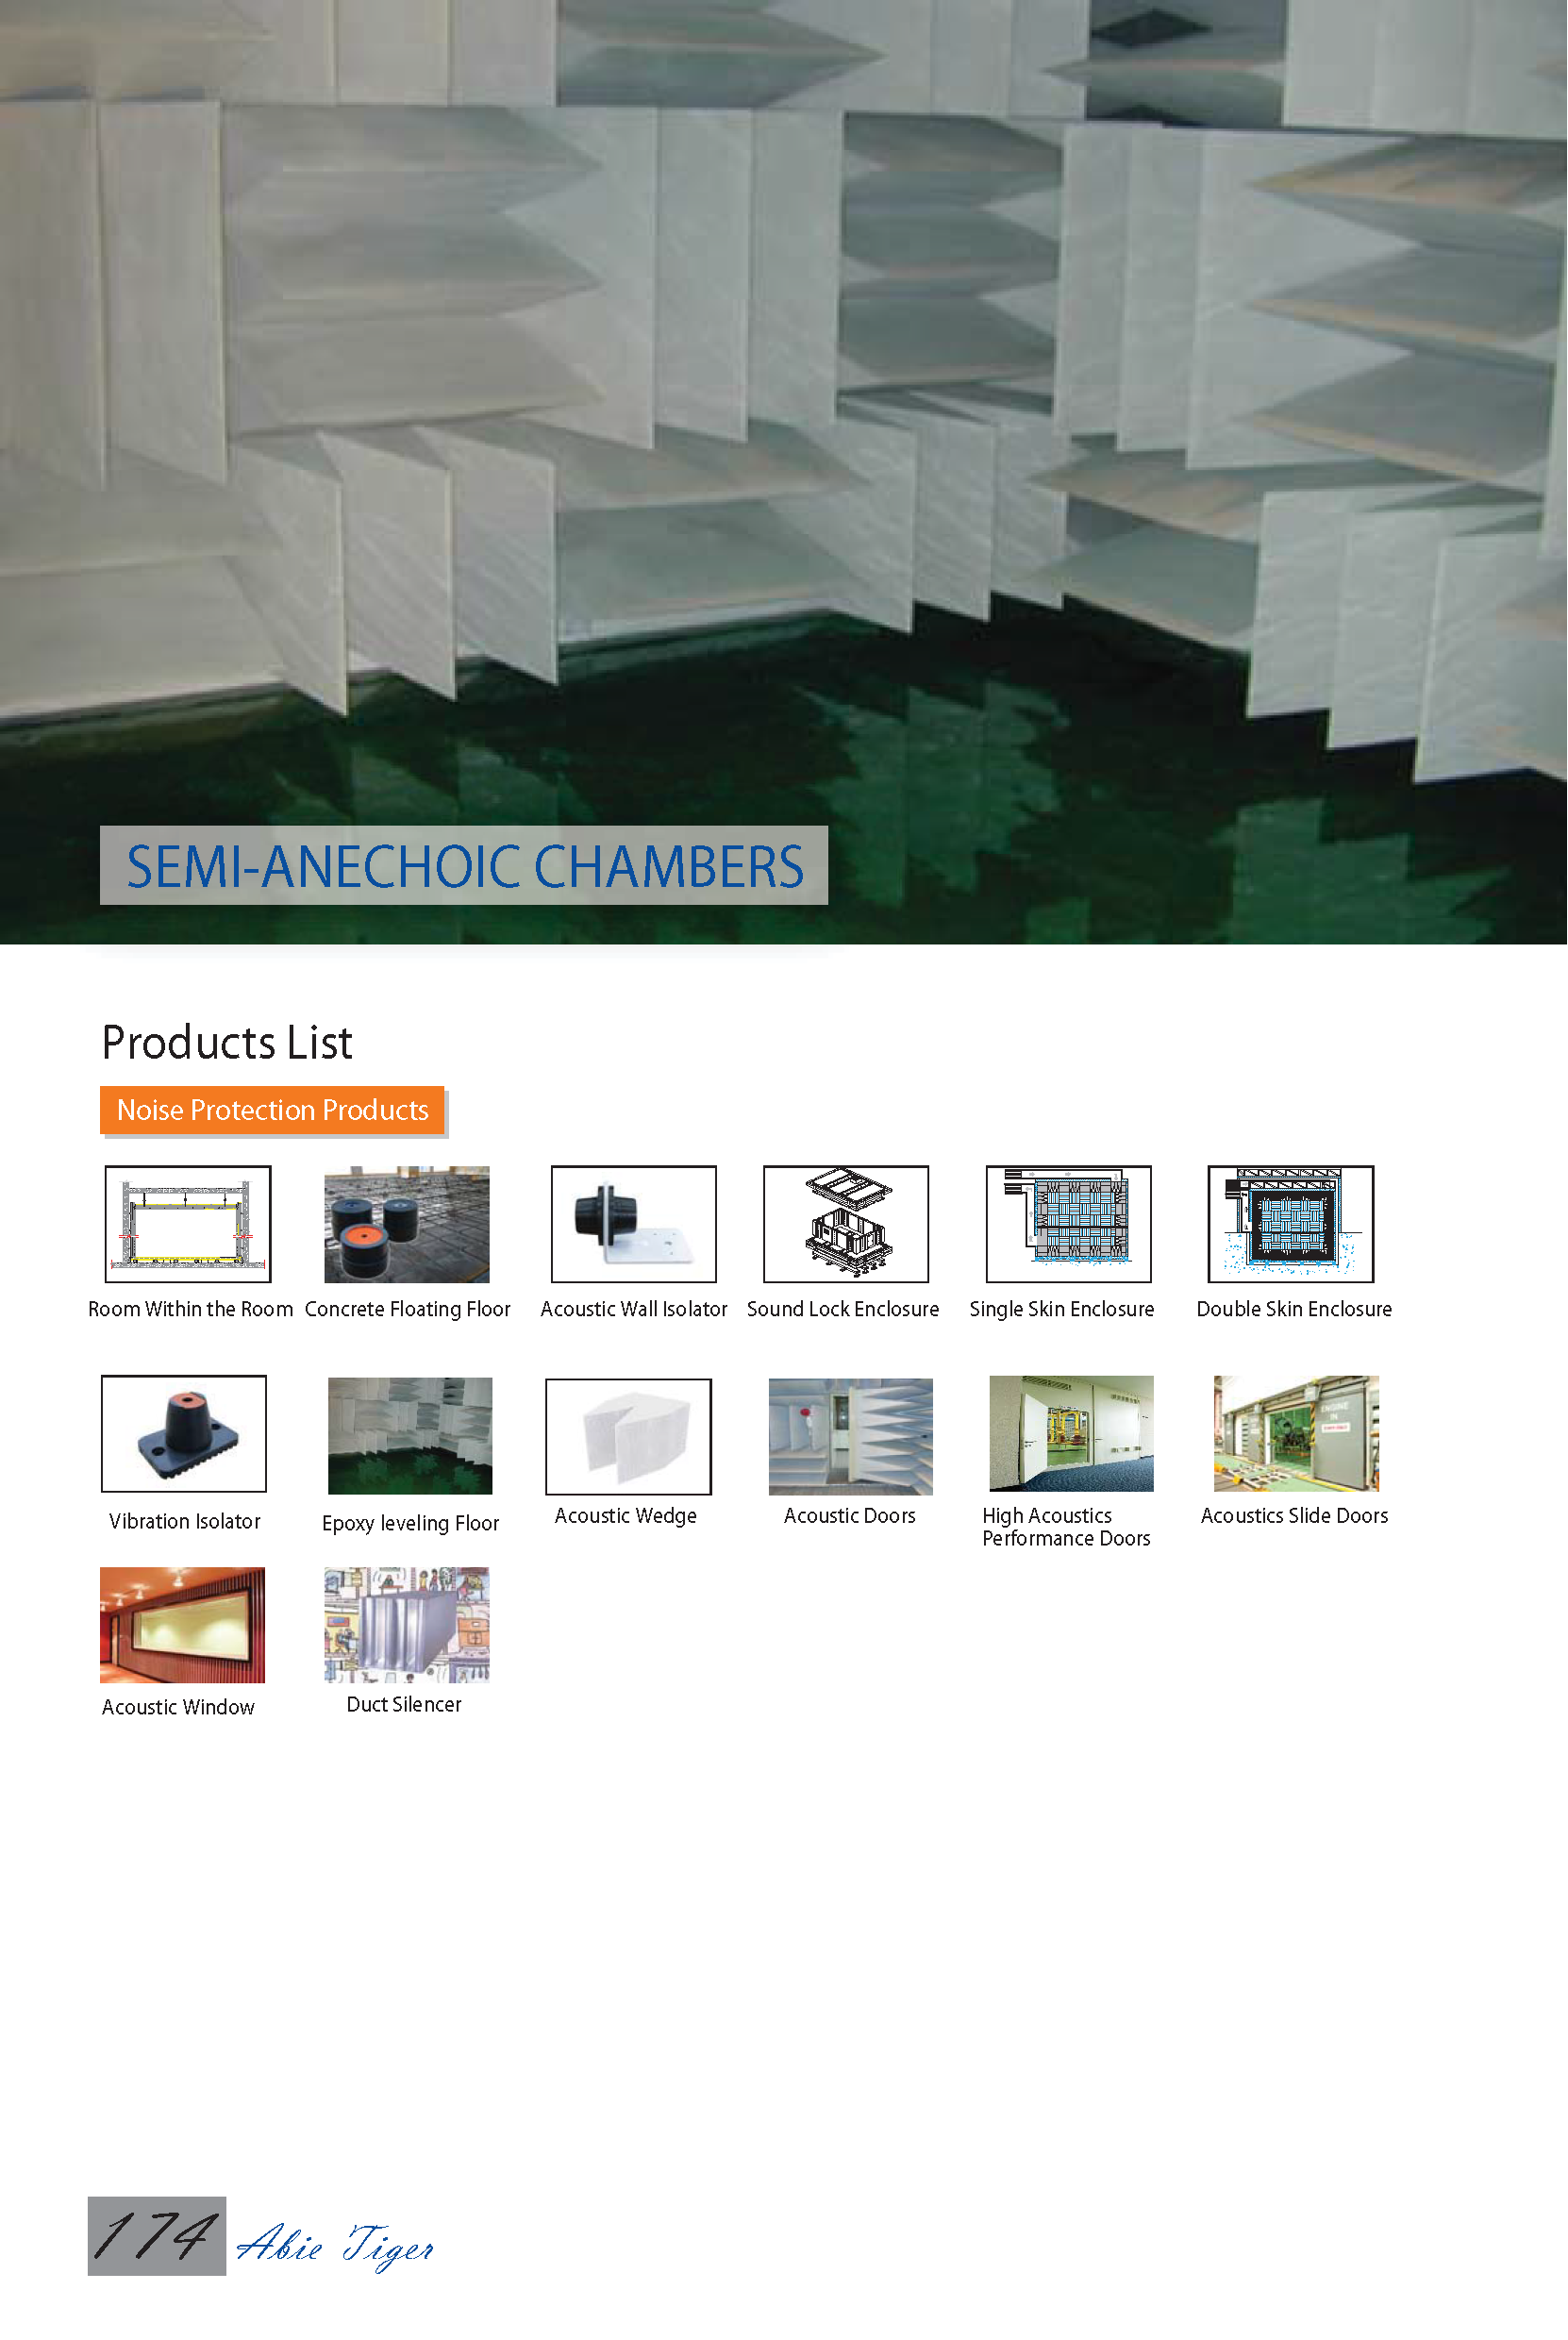 SEMI-ANECHOIC CHAMBERS
Products List
Noise Protection Products
Room Within the Room
Concrete Floating Floor
Acoustic Wall Isolator
Sound Lock Enclosure
Single Skin Enclosure
Double Skin Enclosure
Vibration Isolator
Epoxy leveling Floor
Acoustic Wedge
Acoustic Doors
High Acoustics
Performance Doors
ENGINE
IN
Acoustics Slide Doors
Acoustic Window
Duct Silencer
174 Abie Tiger